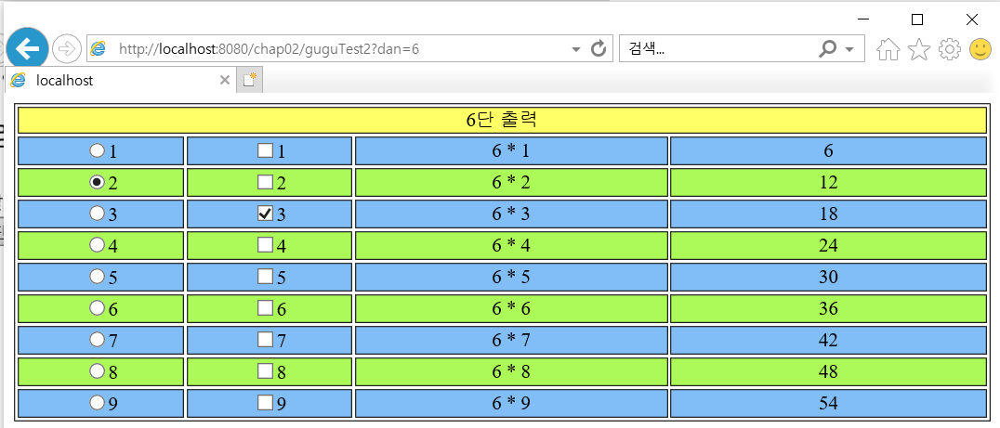 http://localhost:8080/chap02/guguTest2?dan=6
검색...
localhost
6단 출력
1 1 6 * 1 6
2 2 6 * 2 12
3 3 6 * 3 18
4 4 6 * 4 24
5 5 6 * 5 30
6 6 6 * 6 36
7 7 6 * 7 42
8 8 6 * 8 48
9 9 6 * 9 54